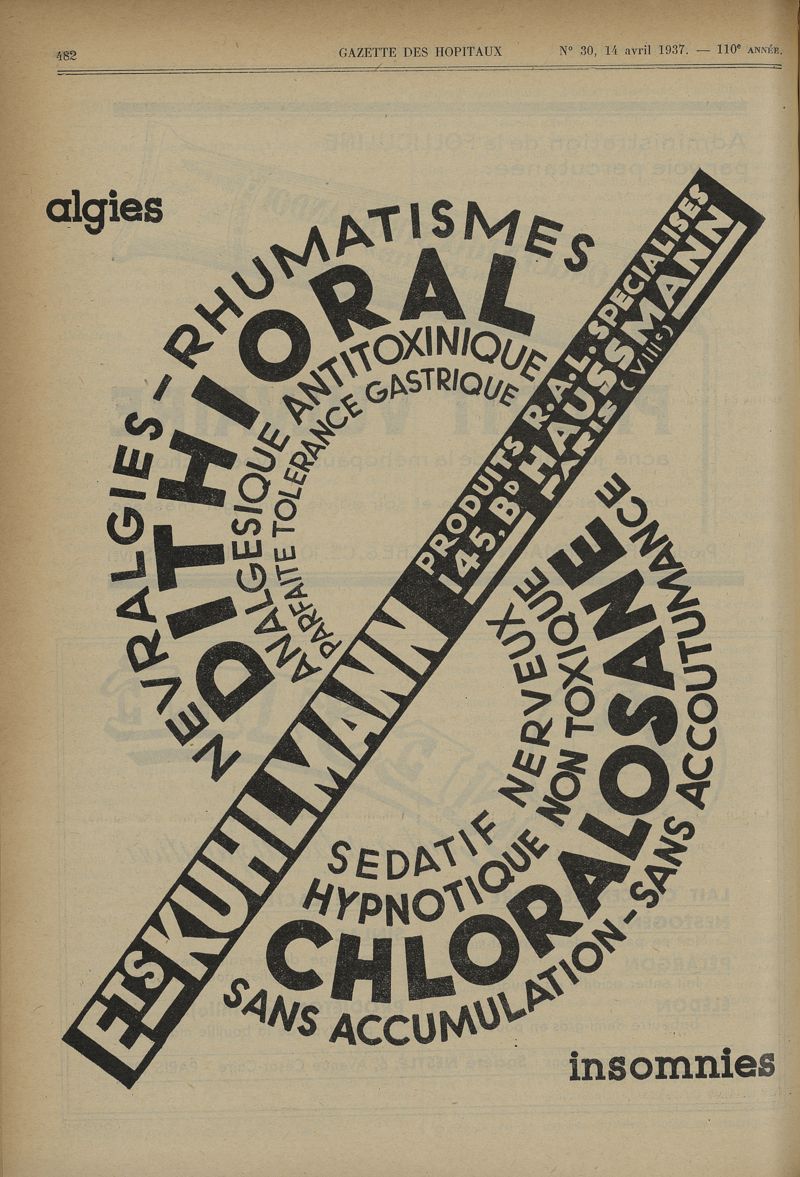 482
GAZETTE DES HOPITAUX
N° 30, 14 avril 1937. — 110e ANNÉE.
algies
NEVRALGIES-RHUMATISMES
DITHIORAL
ANALGESIQUE ANTITOXINIQUE
PARFAITE TOLERANCE GASTRIQUE
ETS KUHLMANN
PRODUITS R.A.L. SPECIALISES
145, BD HAUSSMANN
PARIS (VIIIe)
SEDATIF NERVEUX
HYPNOTIQUE NON TOXIQUE
CHLORALOSANE
SANS ACCUMULATION-SANS ACCOUTUMANCE
insomnies